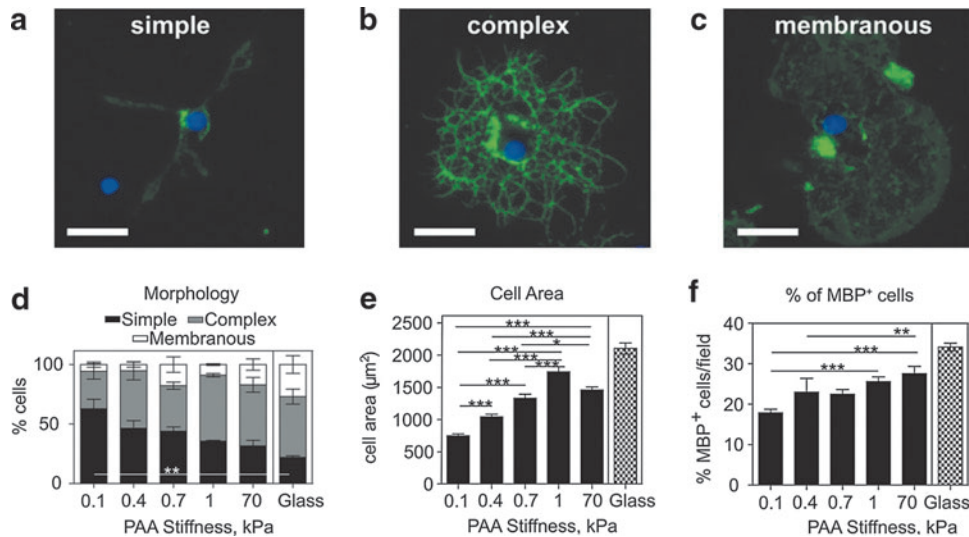 a
simple
b
complex
c
membranous
d
Morphology
Simple Complex
Membranous
100
50
0
% cells
**
0.1 0.4 0.7 1 70 Glass
PAA Stiffness, kPa
e
Cell Area
2500
2000
1500
1000
500
0
cell area (µm²)
***
***
*
***
***
***
***
***
0.1 0.4 0.7 1 70 Glass
PAA Stiffness, kPa
f
% of MBP⁺ cells
40
30
20
10
0
% MBP⁺ cells/field
**
***
***
0.1 0.4 0.7 1 70 Glass
PAA Stiffness, kPa